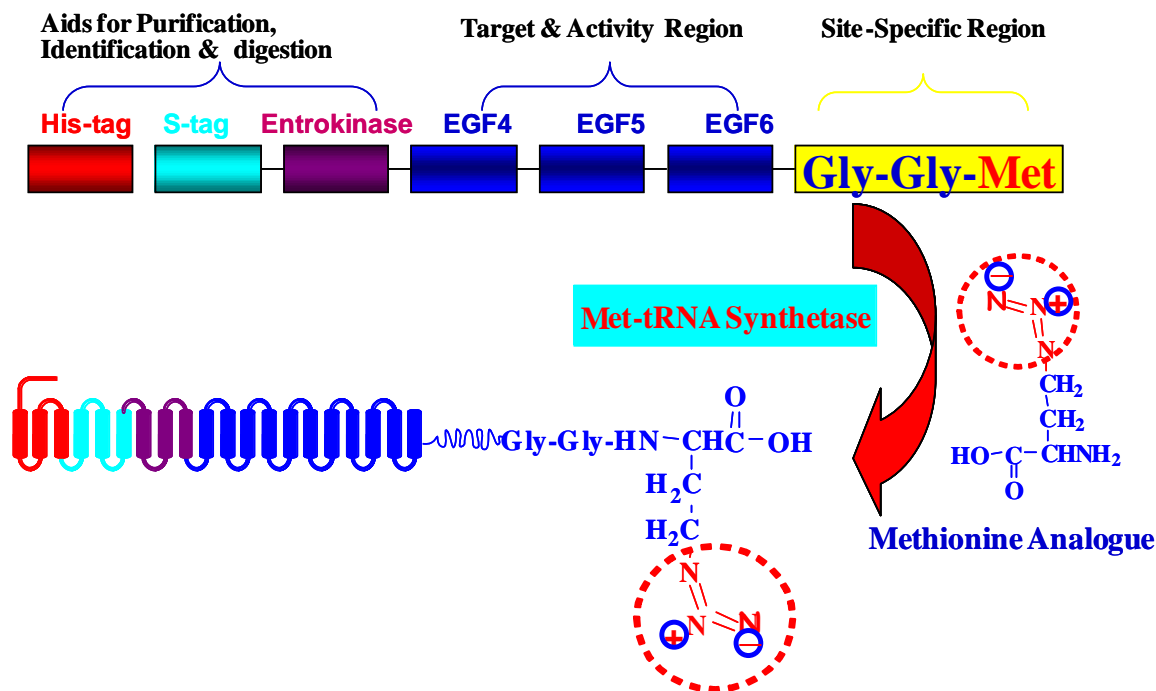 Aids for Purification,
Identification & digestion
Target & Activity Region
Site-Specific Region
His-tag
S-tag
Entrokinase
EGF4
EGF5
EGF6
Gly-Gly-Met
Met-tRNA Synthetase
N=N+
N
CH2
CH2
HO-C-CHNH2
O
Methionine Analogue
O
Gly-Gly-HN-CHC-OH
H2C
H2C
N
+N=N